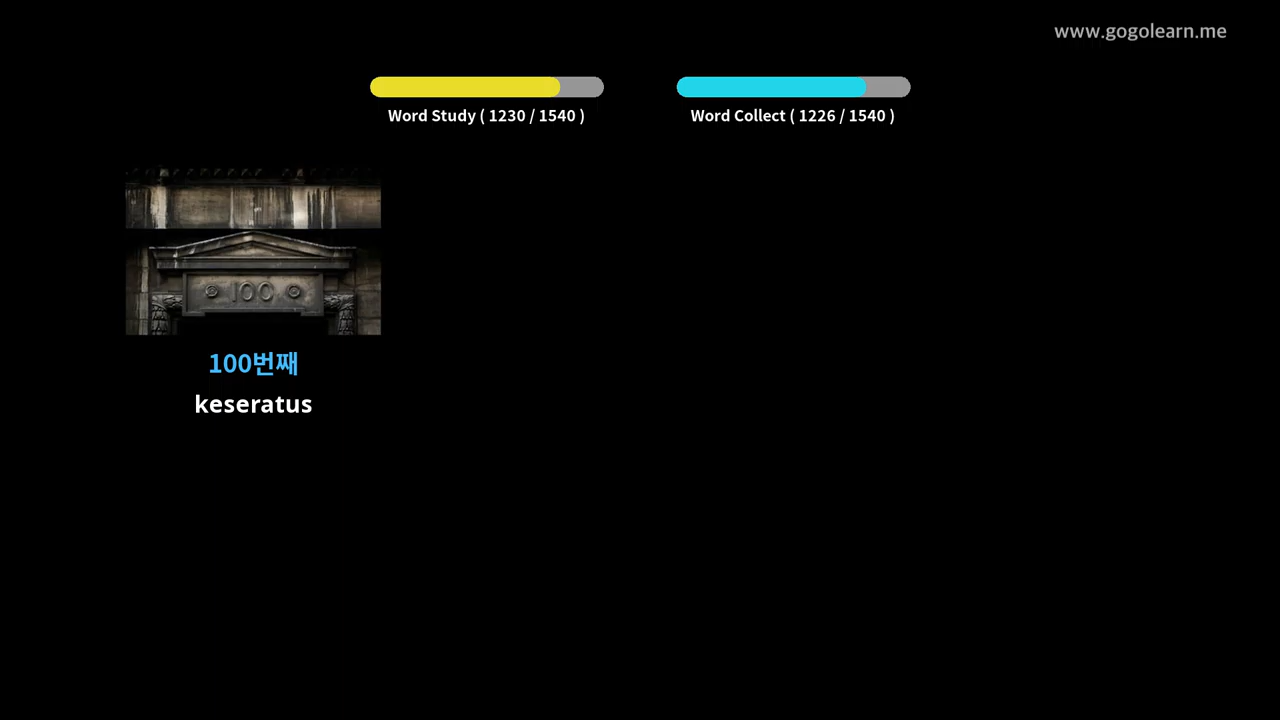 www.gogolearn.me
Word Study ( 1230 / 1540 )
Word Collect ( 1226 / 1540 )
100
100번째
keseratus